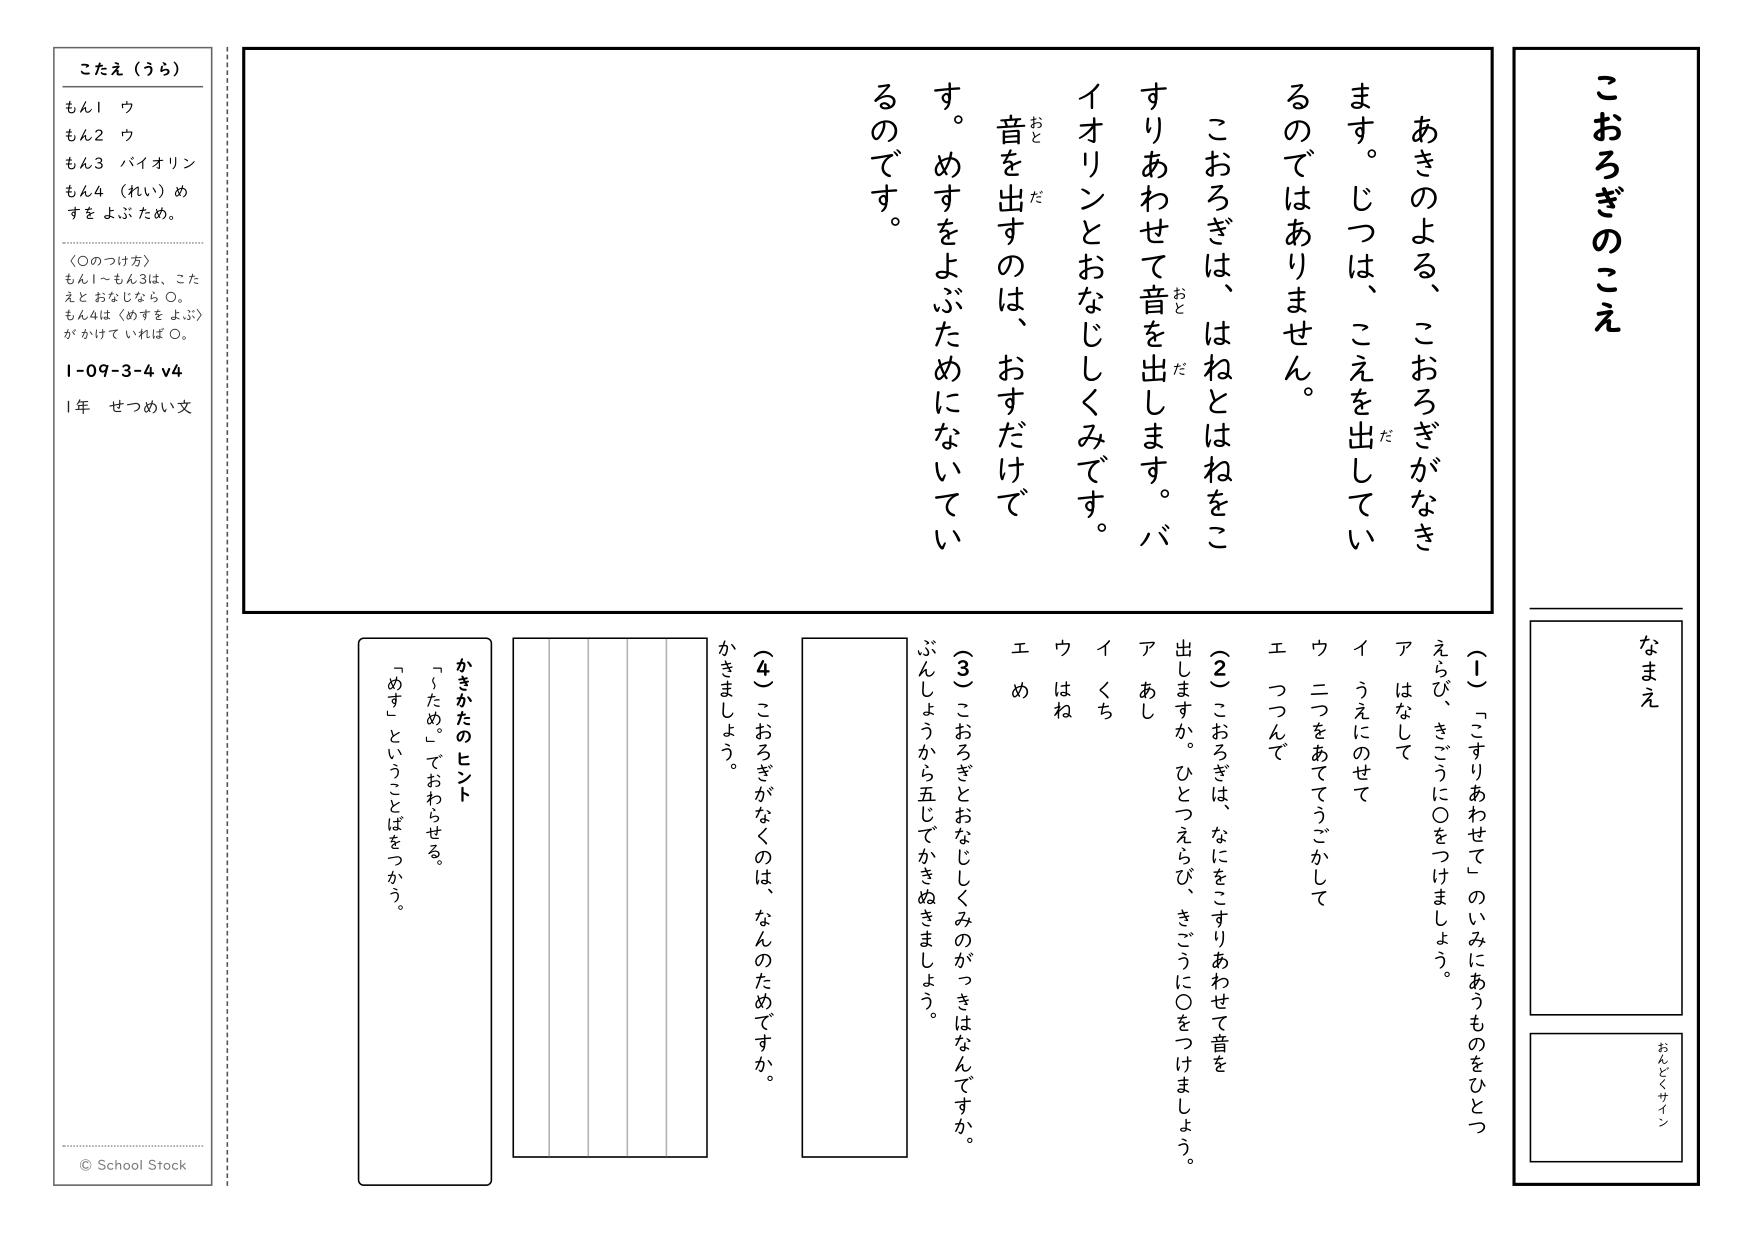 こおろぎのこえ
なまえ
おんどくサイン
あきのよる、こおろぎがなき
ます。じつは、こえを出してい
だ
るのではありません。
こおろぎは、はねとはねをこ
すりあわせて音を出します。バ
おと だ
イオリンとおなじしくみです。
音を出すのは、おすだけで
おと だ
す。めすをよぶためにないてい
るのです。
(1)「こすりあわせて」のいみにあうものをひとつ
えらび、きごうに○をつけましょう。
ア はなして
イ うえにのせて
ウ 二つをあててうごかして
エ つつんで
(2)こおろぎは、なにをこすりあわせて音を
出しますか。ひとつえらび、きごうに○をつけましょう。
ア あし
イ くち
ウ はね
エ め
(3)こおろぎとおなじしくみのがっきはなんですか。
ぶんしょうから五じでかきぬきましょう。
(4)こおろぎがなくのは、なんのためですか。
かきましょう。
かきかたの ヒント
「~ため。」でおわらせる。
「めす」ということばをつかう。
こたえ(うら)
もん1 ウ
もん2 ウ
もん3 バイオリン
もん4 (れい)め
すを よぶ ため。
〈○のつけ方〉
もん1~もん3は、こた
えと おなじなら ○。
もん4は〈めすを よぶ〉
が かけて いれば ○。
1-09-3-4 v4
1年 せつめい文
© School Stock